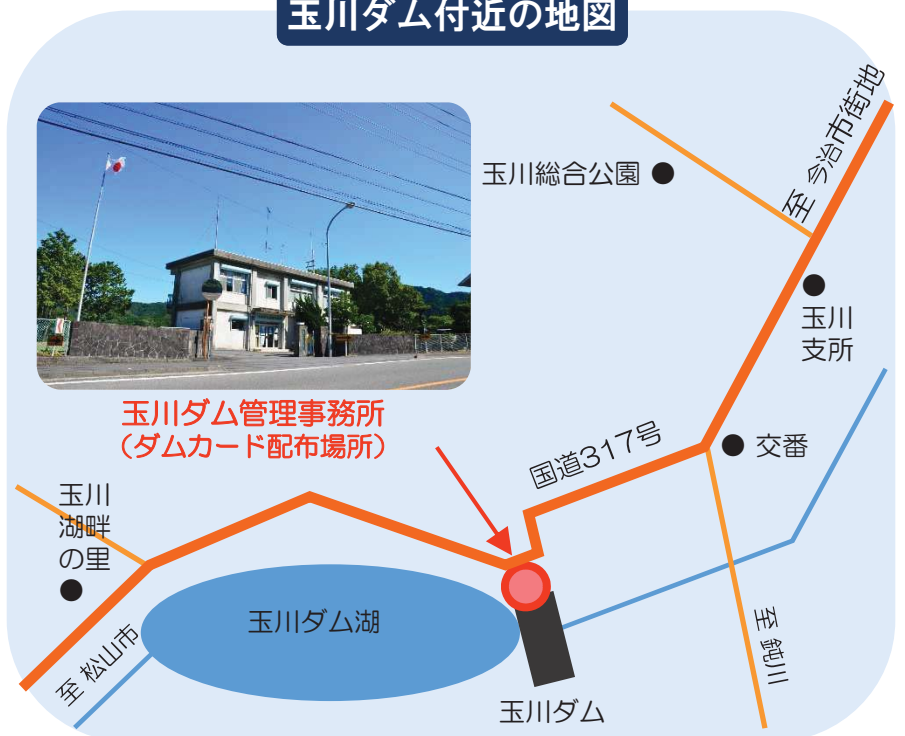 玉川ダム付近の地図
至 今治市街地
玉川総合公園
玉川
支所
玉川ダム管理事務所
（ダムカード配布場所）
国道317号
交番
玉川
湖畔
の里
玉川ダム湖
至 松山市
至 鈍川
玉川ダム